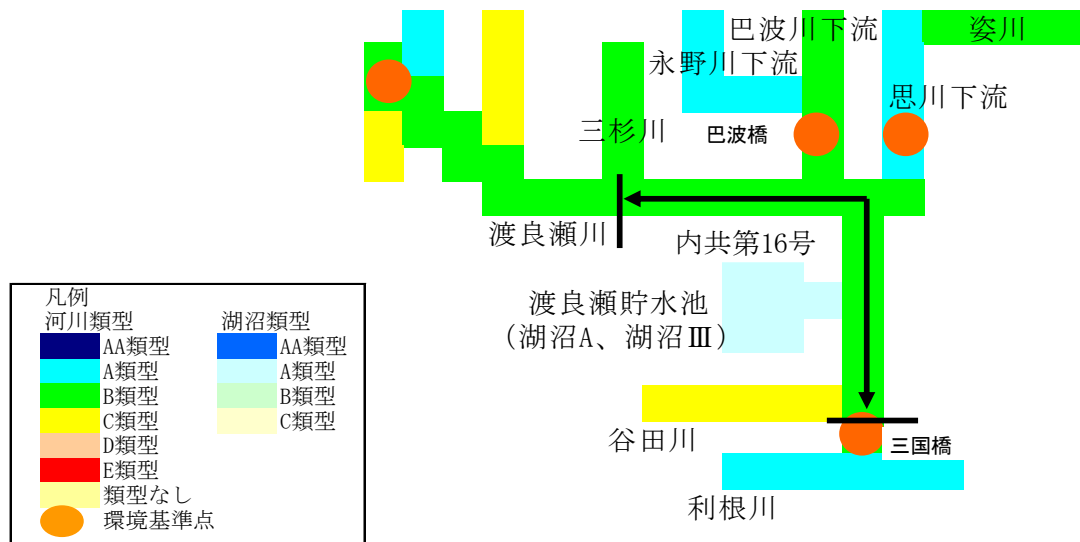 巴波川下流
姿川
永野川下流
思川下流
三杉川
巴波橋
渡良瀬川
内共第16号
渡良瀬貯水池
(湖沼A、湖沼Ⅲ)
谷田川
三国橋
利根川
凡例
河川類型
湖沼類型
AA類型
AA類型
A類型
A類型
B類型
B類型
C類型
C類型
D類型
E類型
類型なし
環境基準点